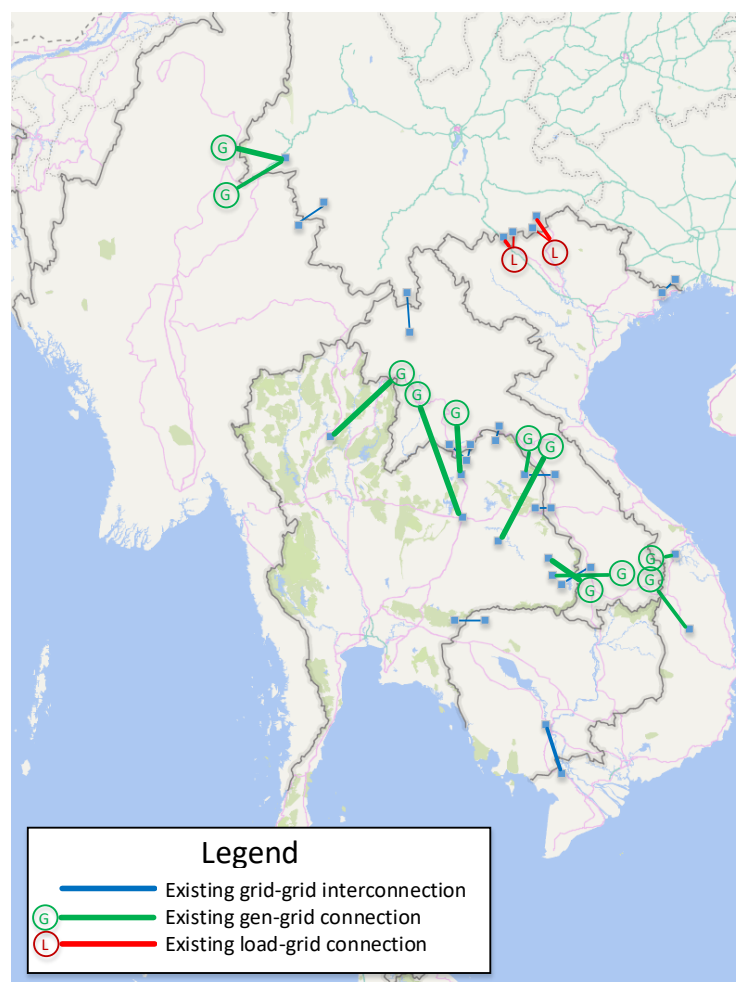 G
G
L
L
G
G
G
G
G
G
G
G
G
Legend
Existing grid-grid interconnection
G Existing gen-grid connection
L Existing load-grid connection